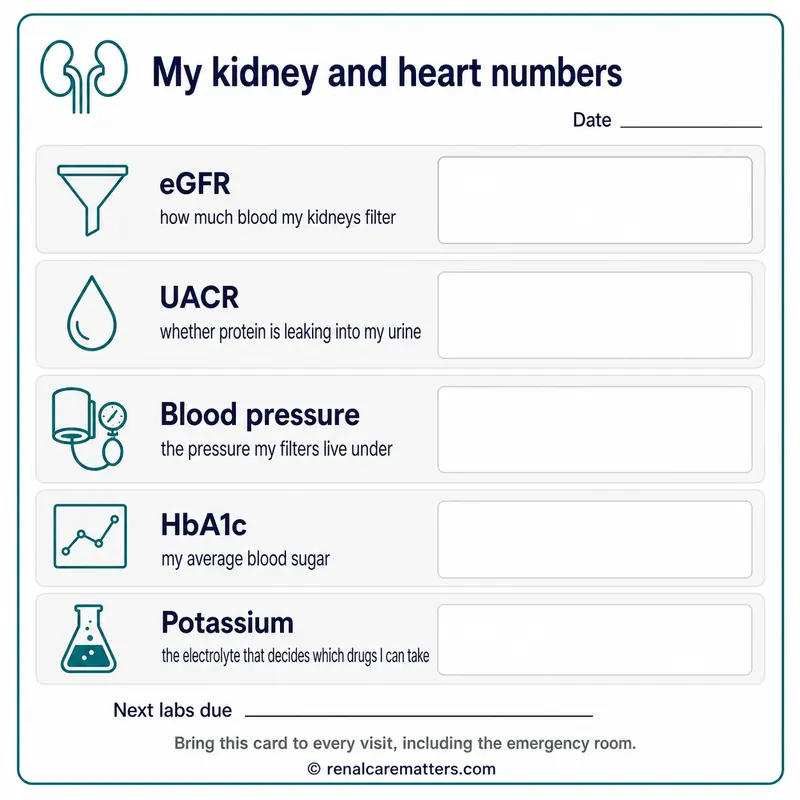 My kidney and heart numbers
Date
eGFR
how much blood my kidneys filter
UACR
whether protein is leaking into my urine
Blood pressure
the pressure my filters live under
HbA1c
my average blood sugar
Potassium
the electrolyte that decides which drugs I can take
Next labs due
Bring this card to every visit, including the emergency room.
© renalcarematters.com